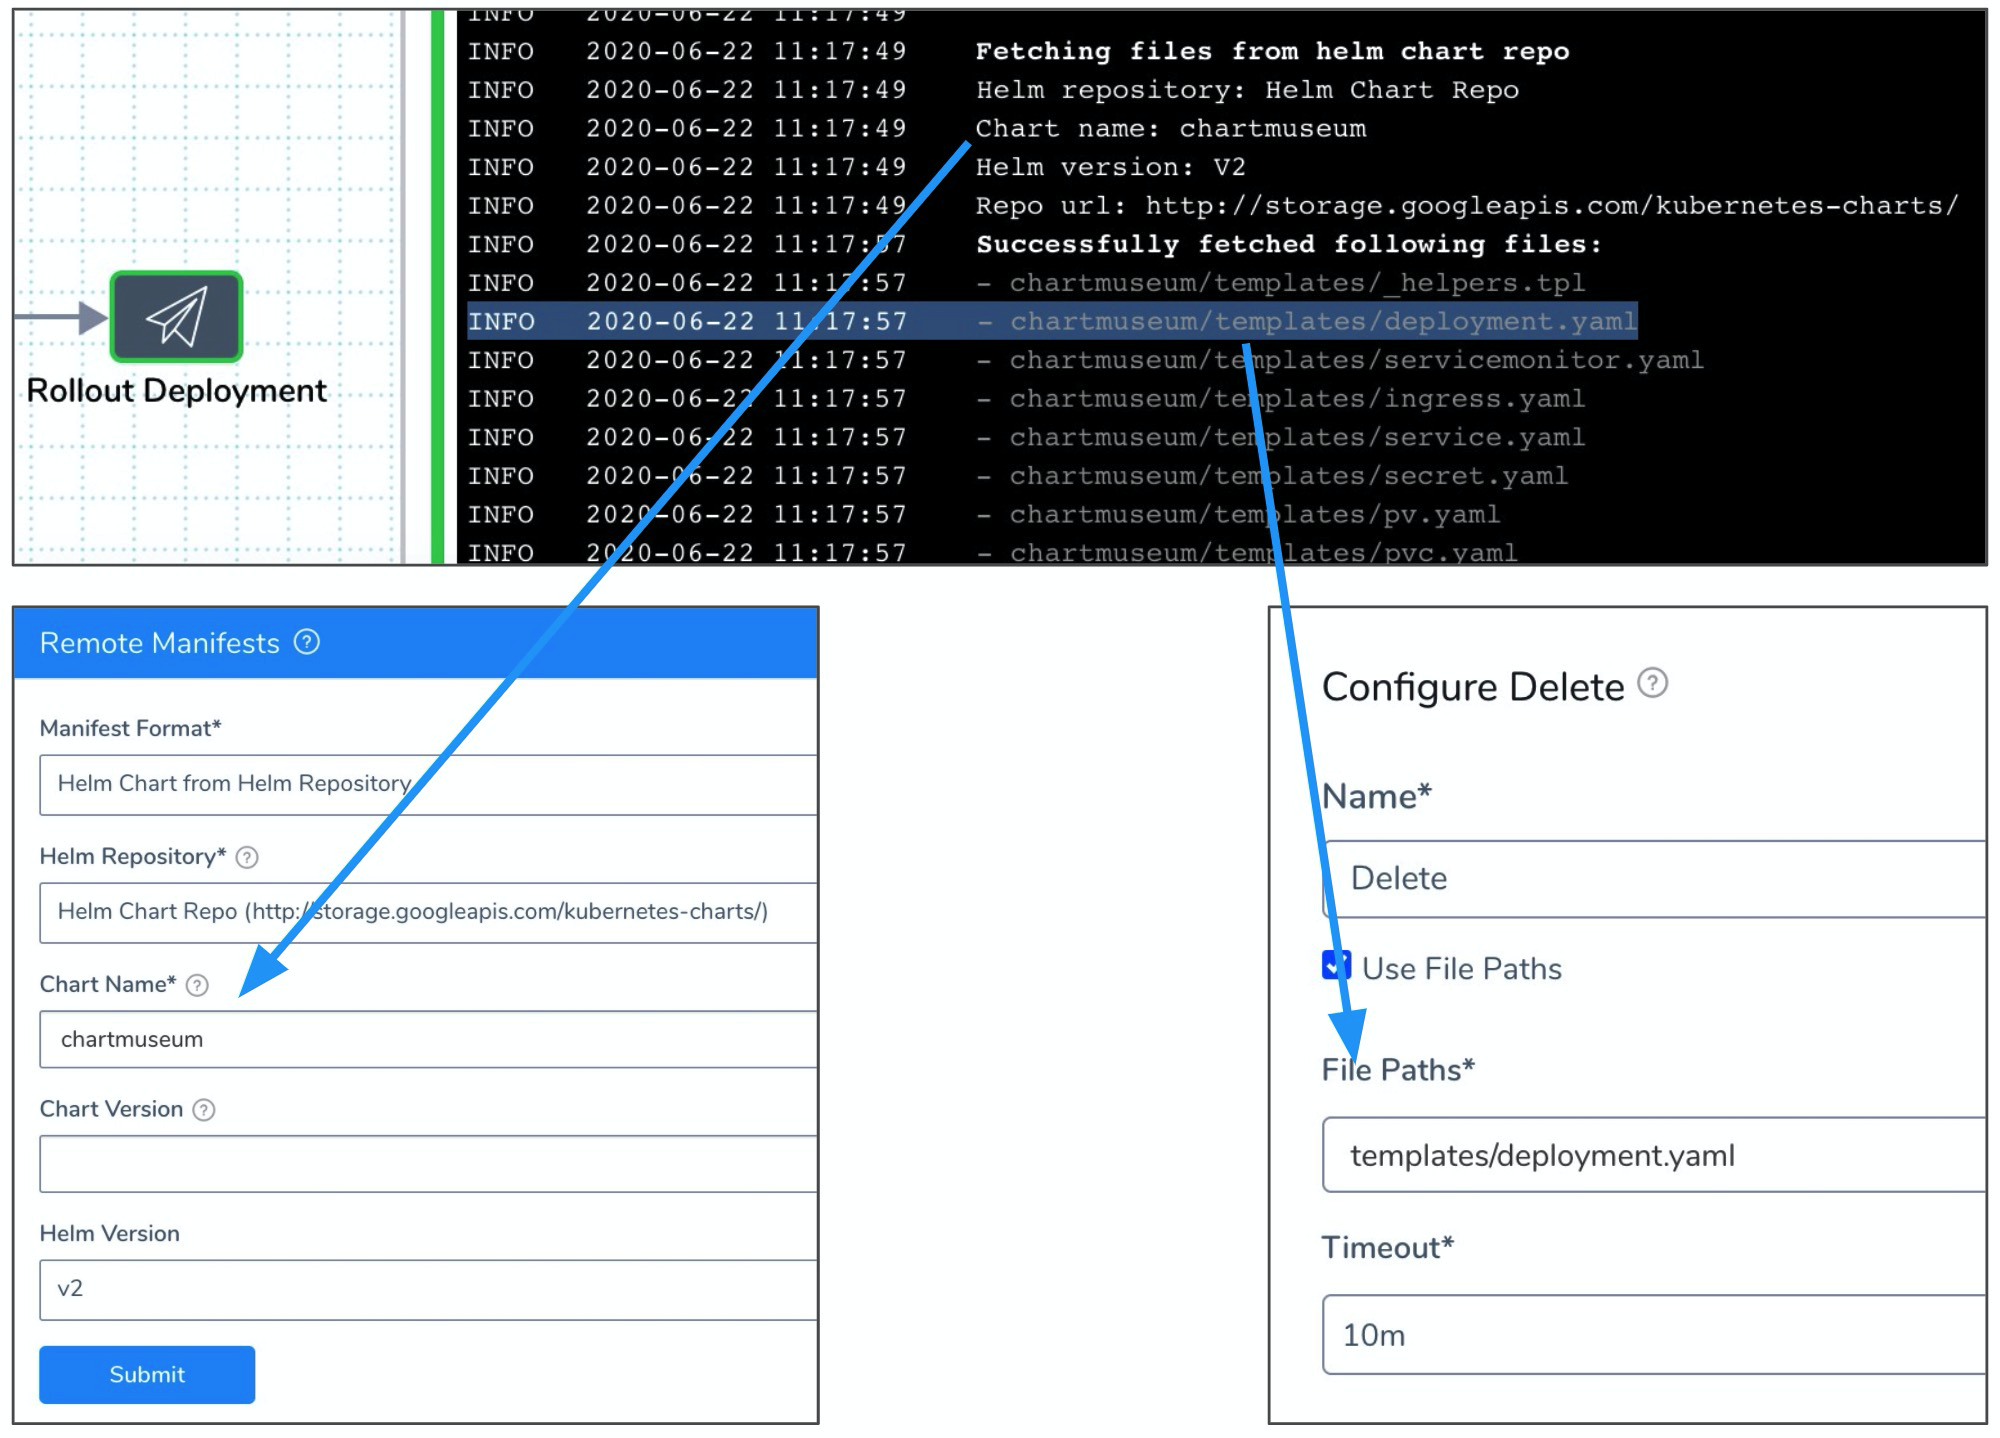 INFO 2020-06-22 11:17:49
INFO 2020-06-22 11:17:49 Fetching files from helm chart repo
INFO 2020-06-22 11:17:49 Helm repository: Helm Chart Repo
INFO 2020-06-22 11:17:49 Chart name: chartmuseum
INFO 2020-06-22 11:17:49 Helm version: V2
INFO 2020-06-22 11:17:49 Repo url: http://storage.googleapis.com/kubernetes-charts/
INFO 2020-06-22 11:17:57 Successfully fetched following files:
INFO 2020-06-22 11:17:57 - chartmuseum/templates/_helpers.tpl
INFO 2020-06-22 11:17:57 - chartmuseum/templates/deployment.yaml
INFO 2020-06-22 11:17:57 - chartmuseum/templates/servicemonitor.yaml
INFO 2020-06-22 11:17:57 - chartmuseum/templates/ingress.yaml
INFO 2020-06-22 11:17:57 - chartmuseum/templates/service.yaml
INFO 2020-06-22 11:17:57 - chartmuseum/templates/secret.yaml
INFO 2020-06-22 11:17:57 - chartmuseum/templates/pv.yaml
INFO 2020-06-22 11:17:57 - chartmuseum/templates/pvc.yaml
Rollout Deployment
Remote Manifests ?
Manifest Format*
Helm Chart from Helm Repository
Helm Repository* ?
Helm Chart Repo (http://storage.googleapis.com/kubernetes-charts/)
Chart Name* ?
chartmuseum
Chart Version ?
Helm Version
v2
Submit
Configure Delete ?
Name*
Delete
Use File Paths
File Paths*
templates/deployment.yaml
Timeout*
10m